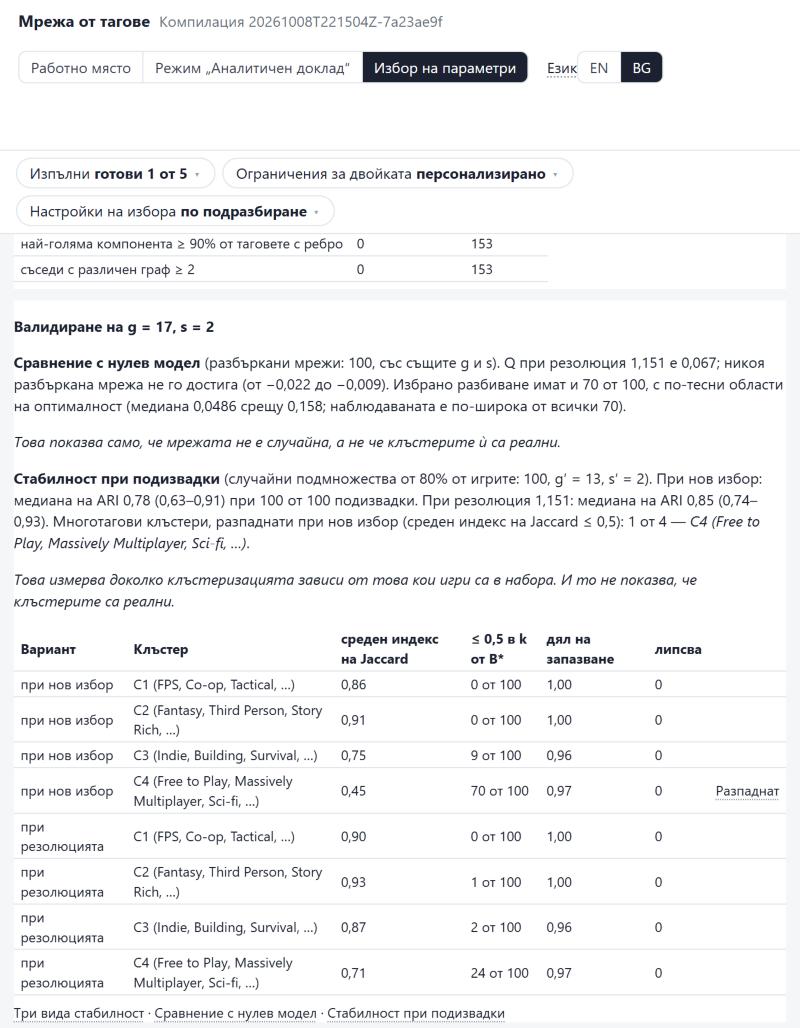 Мрежа от тагове Компилация 20261008T221504Z-7a23ae9f
Работно място Режим „Аналитичен доклад“ Избор на параметри Език EN BG
Изпълни готови 1 от 5 ▾ Ограничения за двойката персонализирано ▾
Настройки на избора по подразбиране ▾
най-голяма компонента ≥ 90% от таговете с ребро 0 153
съседи с различен граф ≥ 2 0 153
Валидиране на g = 17, s = 2
Сравнение с нулев модел (разбъркани мрежи: 100, със същите g и s). Q при резолюция 1,151 е 0,067; никоя
разбъркана мрежа не го достига (от −0,022 до −0,009). Избрано разбиване имат и 70 от 100, с по-тесни области
на оптималност (медиана 0,0486 срещу 0,158; наблюдаваната е по-широка от всички 70).
Това показва само, че мрежата не е случайна, а не че клъстерите ѝ са реални.
Стабилност при подизвадки (случайни подмножества от 80% от игрите: 100, g′ = 13, s′ = 2). При нов избор:
медиана на ARI 0,78 (0,63–0,91) при 100 от 100 подизвадки. При резолюция 1,151: медиана на ARI 0,85 (0,74–
0,93). Многотагови клъстери, разпаднати при нов избор (среден индекс на Jaccard ≤ 0,5): 1 от 4 — C4 (Free to
Play, Massively Multiplayer, Sci-fi, …).
Това измерва доколко клъстеризацията зависи от това кои игри са в набора. И то не показва, че
клъстерите са реални.
Вариант Клъстер среден индекс на Jaccard ≤ 0,5 в k от B* дял на запазване липсва
при нов избор C1 (FPS, Co-op, Tactical, …) 0,86 0 от 100 1,00 0
при нов избор C2 (Fantasy, Third Person, Story Rich, …) 0,91 0 от 100 1,00 0
при нов избор C3 (Indie, Building, Survival, …) 0,75 9 от 100 0,96 0
при нов избор C4 (Free to Play, Massively Multiplayer, Sci-fi, …) 0,45 70 от 100 0,97 0 Разпаднат
при резолюцията C1 (FPS, Co-op, Tactical, …) 0,90 0 от 100 1,00 0
при резолюцията C2 (Fantasy, Third Person, Story Rich, …) 0,93 1 от 100 1,00 0
при резолюцията C3 (Indie, Building, Survival, …) 0,87 2 от 100 0,96 0
при резолюцията C4 (Free to Play, Massively Multiplayer, Sci-fi, …) 0,71 24 от 100 0,97 0
Три вида стабилност · Сравнение с нулев модел · Стабилност при подизвадки